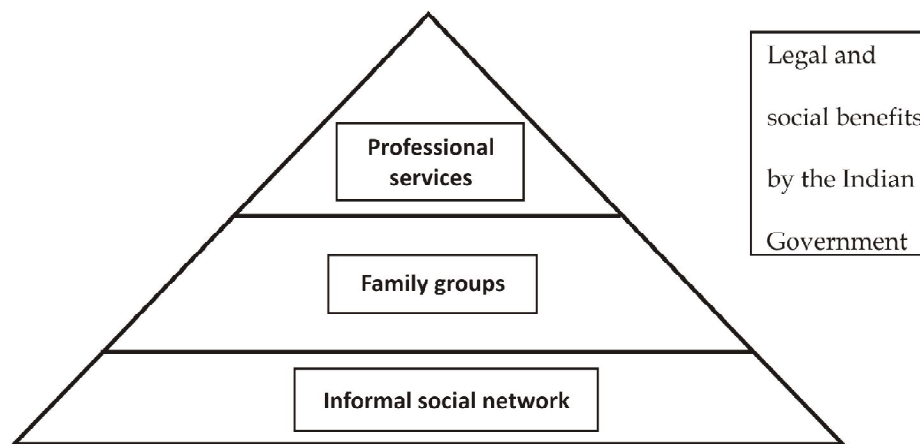 Professional
services
Family groups
Informal social network
Legal and
social benefits
by the Indian
Government